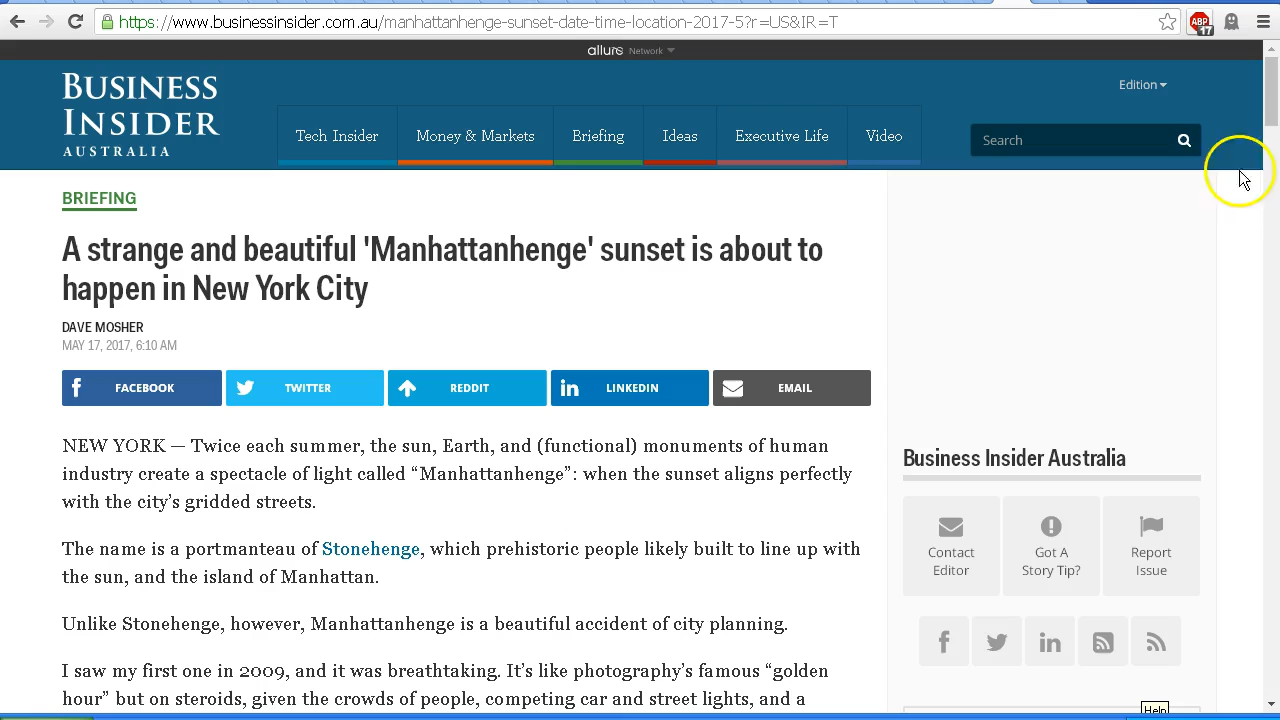 https://www.businessinsider.com.au/manhattanhenge-sunset-date-time-location-2017-5?r=US&IR=T
ABP
17
allure Network
BUSINESS
INSIDER
AUSTRALIA
Edition
Tech Insider
Money & Markets
Briefing
Ideas
Executive Life
Video
Search
BRIEFING
A strange and beautiful 'Manhattanhenge' sunset is about to
happen in New York City
DAVE MOSHER
MAY 17, 2017, 6:10 AM
FACEBOOK
TWITTER
REDDIT
LINKEDIN
EMAIL
NEW YORK — Twice each summer, the sun, Earth, and (functional) monuments of human
industry create a spectacle of light called “Manhattanhenge”: when the sunset aligns perfectly
with the city’s gridded streets.
The name is a portmanteau of Stonehenge, which prehistoric people likely built to line up with
the sun, and the island of Manhattan.
Unlike Stonehenge, however, Manhattanhenge is a beautiful accident of city planning.
I saw my first one in 2009, and it was breathtaking. It’s like photography’s famous “golden
hour” but on steroids, given the crowds of people, competing car and street lights, and a
Business Insider Australia
Contact
Editor
Got A
Story Tip?
Report
Issue
Help